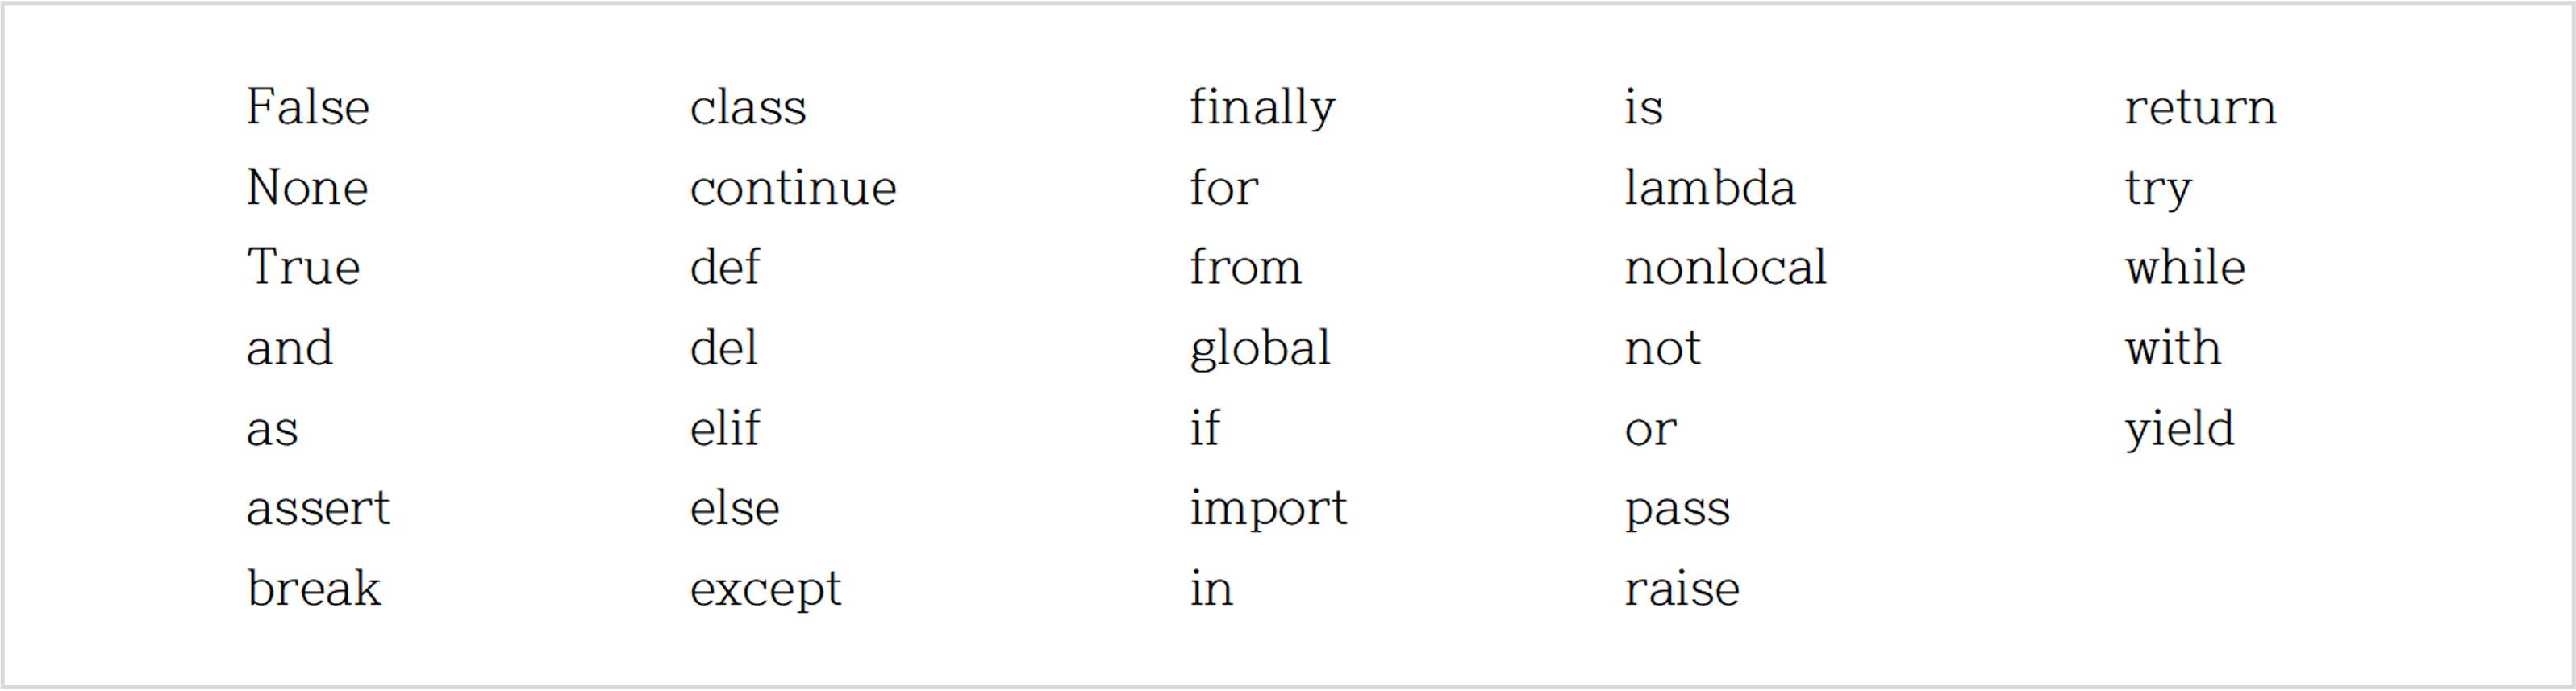 False class finally is return
None continue for lambda try
True def from nonlocal while
and del global not with
as elif if or yield
assert else import pass
break except in raise